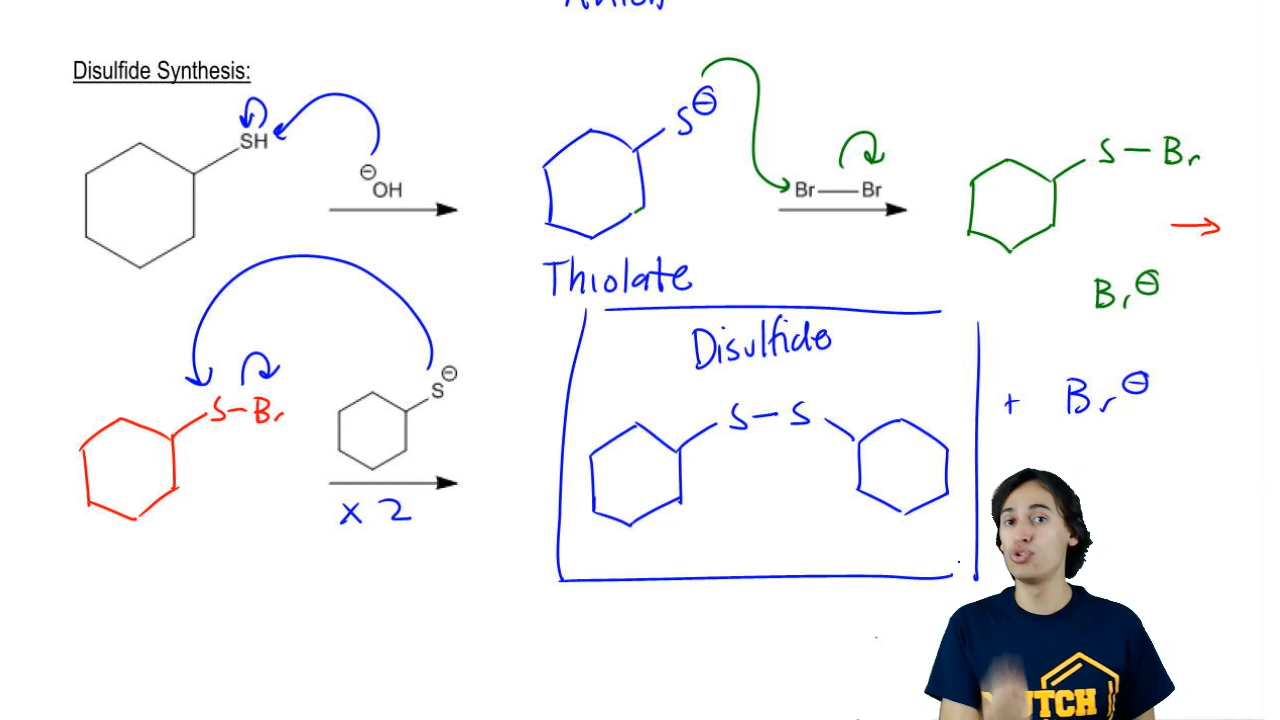 Disulfide Synthesis:
SH
⊖
OH
S⊖
Br—Br
S—Br
Thiolate
Br⊖
Disulfide
S-Br
S⊖
x 2
S—S
+ Br⊖